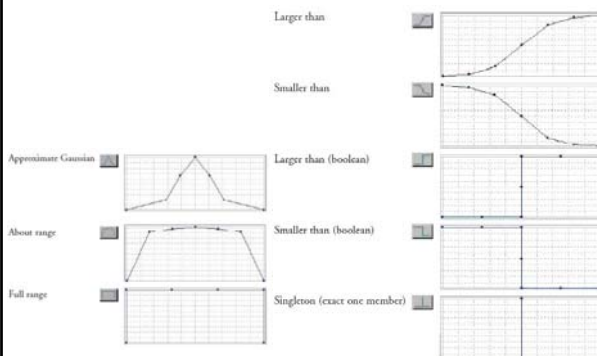 Larger than
Smaller than
Approximate Gaussian
Larger than (boolean)
About range
Smaller than (boolean)
Full range
Singleton (exact one member)